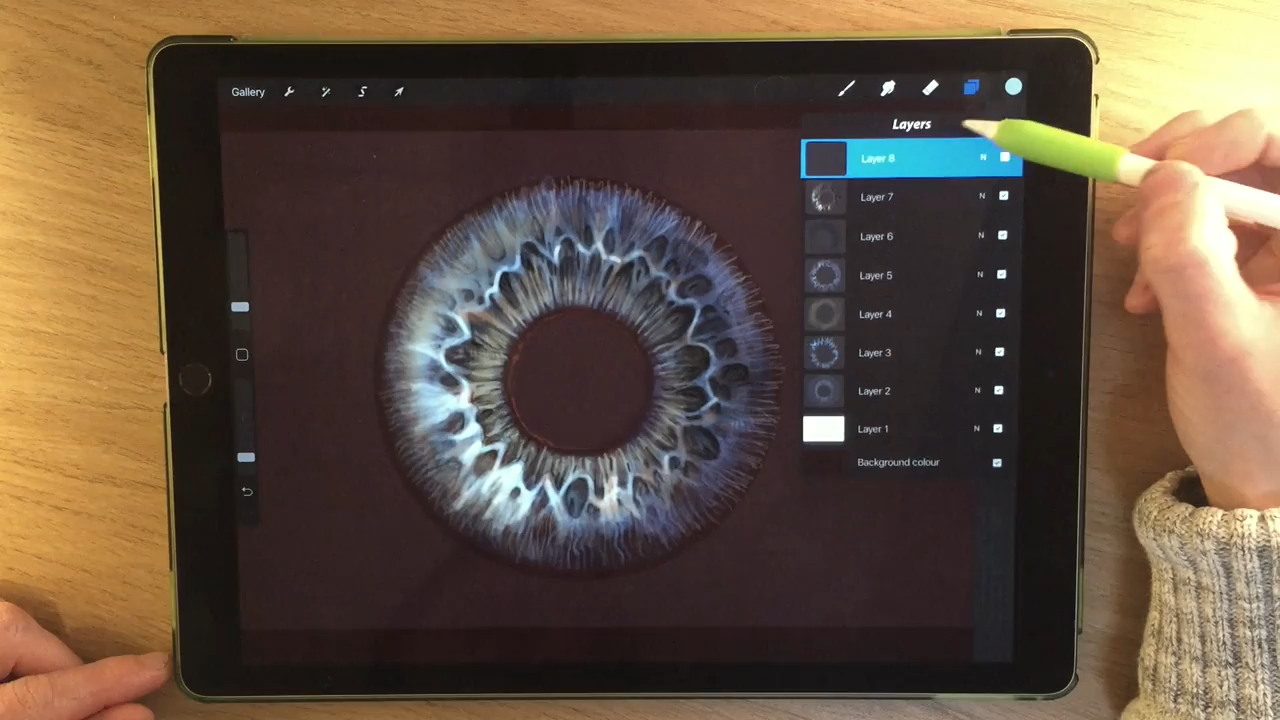 Gallery
Layers
Layer 8 N
Layer 7 N
Layer 6 N
Layer 5 N
Layer 4 N
Layer 3 N
Layer 2 N
Layer 1 N
Background colour